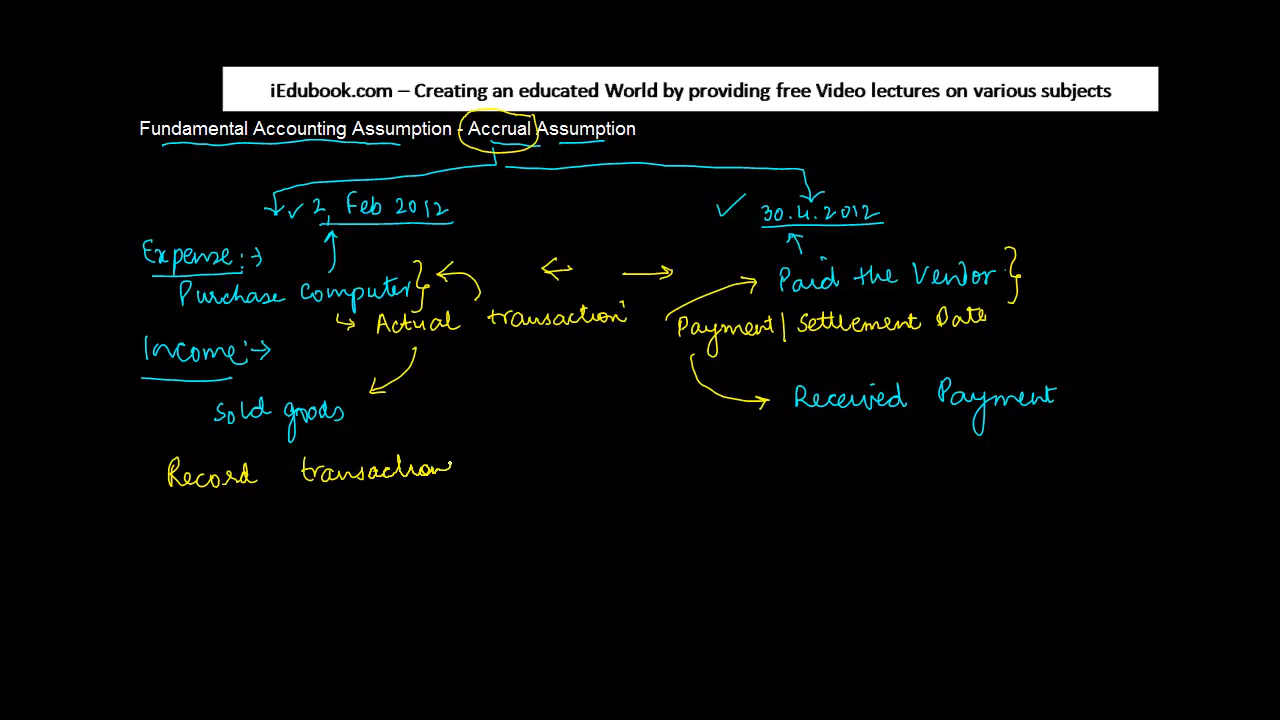 iEdubook.com – Creating an educated World by providing free Video lectures on various subjects
Fundamental Accounting Assumption - Accrual Assumption
2, Feb 2012 30.4.2012
Expense:→
Purchase Computer Paid the Vendor
↳ Actual transaction Payment | Settlement Date
Income:→
Sold goods Received Payment
Record transaction